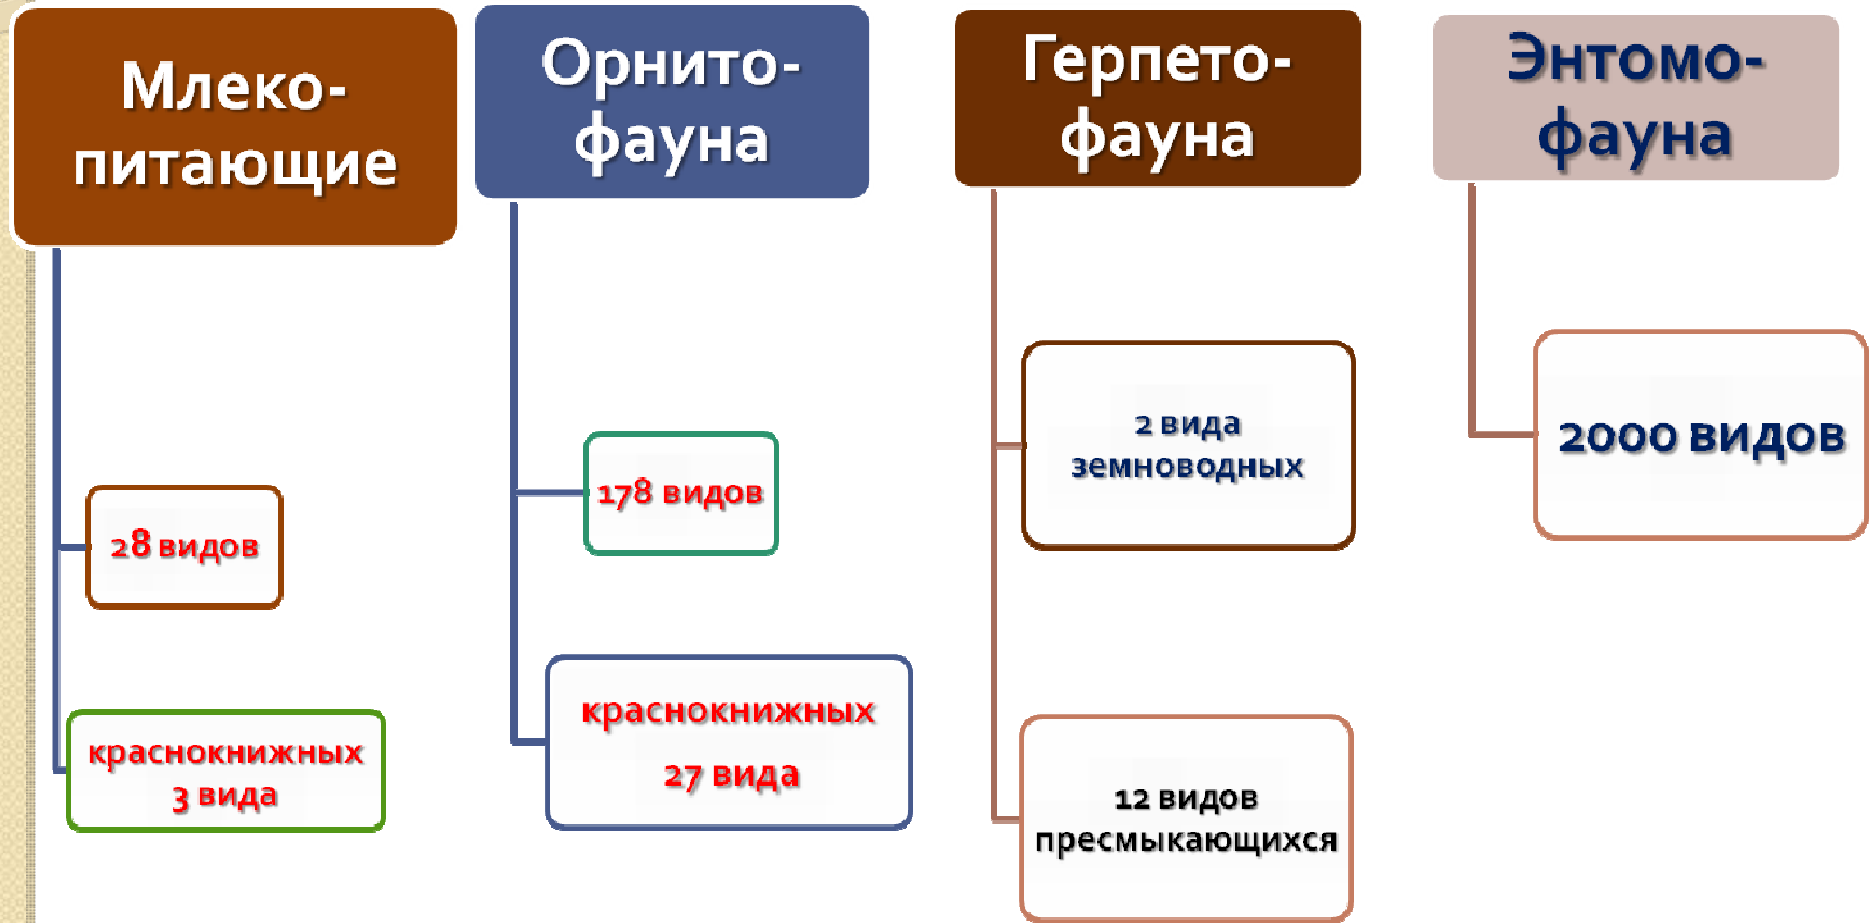 Млеко-
питающие
28 видов
краснокнижных
3 вида
Орнито-
фауна
178 видов
краснокнижных
27 вида
Герпето-
фауна
2 вида
земноводных
12 видов
пресмыкающихся
Энтомо-
фауна
2000 видов